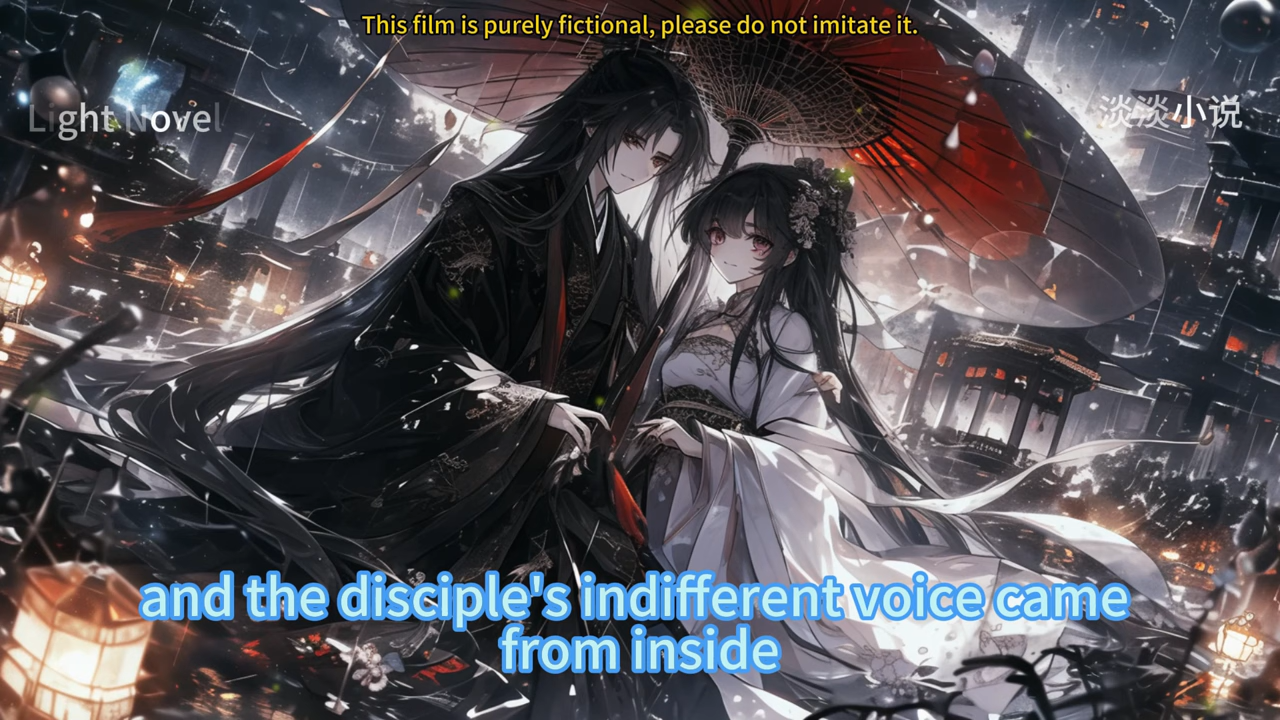 This film is purely fictional, please do not imitate it.
Light Novel
淡淡小说
and the disciple's indifferent voice came
from inside